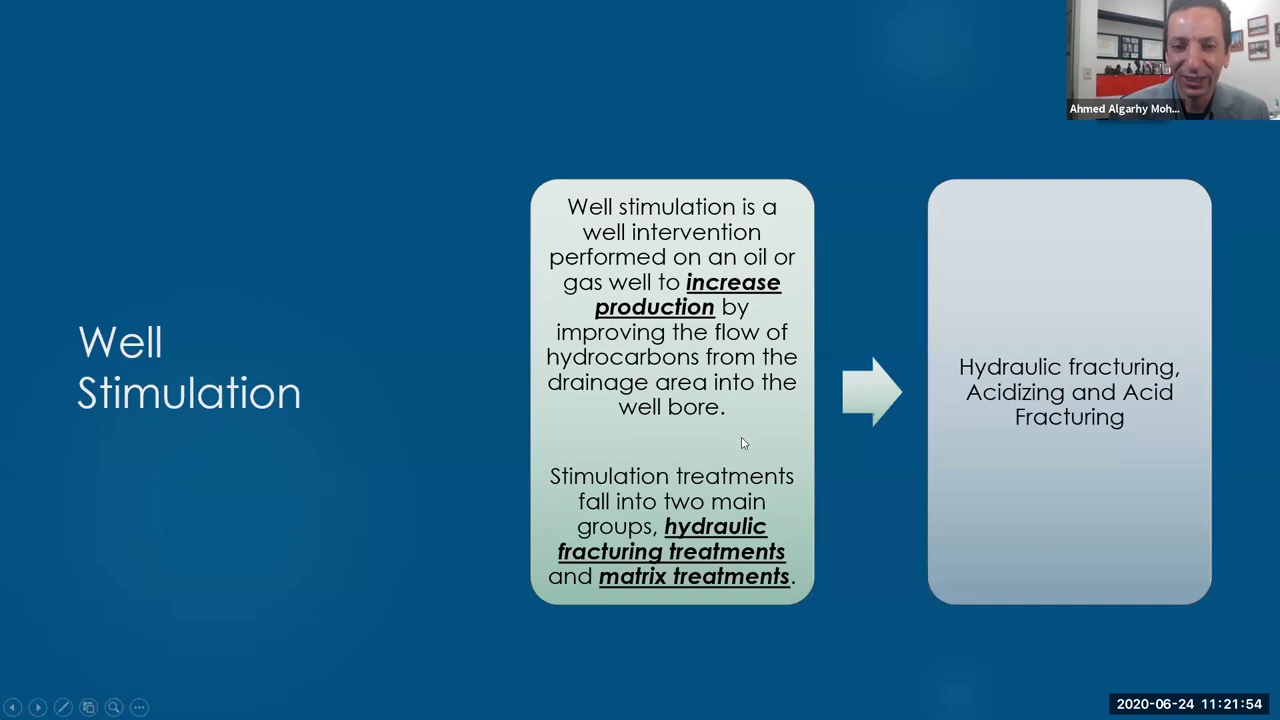 Ahmed Algarhy Moh...
Well
Stimulation
Well stimulation is a
well intervention
performed on an oil or
gas well to increase
production by
improving the flow of
hydrocarbons from the
drainage area into the
well bore.
Stimulation treatments
fall into two main
groups, hydraulic
fracturing treatments
and matrix treatments.
Hydraulic fracturing,
Acidizing and Acid
Fracturing
2020-06-24 11:21:54